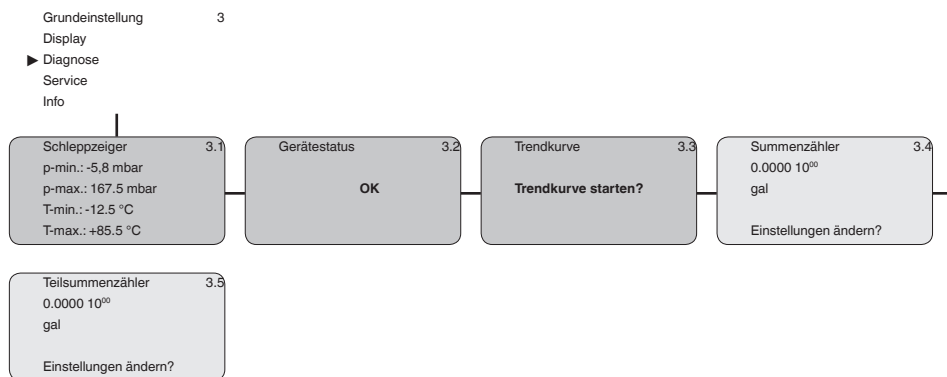 Grundeinstellung 3
Display
▶ Diagnose
Service
Info
Schleppzeiger 3.1
p-min.: -5,8 mbar
p-max.: 167.5 mbar
T-min.: -12.5 °C
T-max.: +85.5 °C
Gerätestatus 3.2
OK
Trendkurve 3.3
Trendkurve starten?
Summenzähler 3.4
0.0000 10⁰⁰
gal
Einstellungen ändern?
Teilsummenzähler 3.5
0.0000 10⁰⁰
gal
Einstellungen ändern?